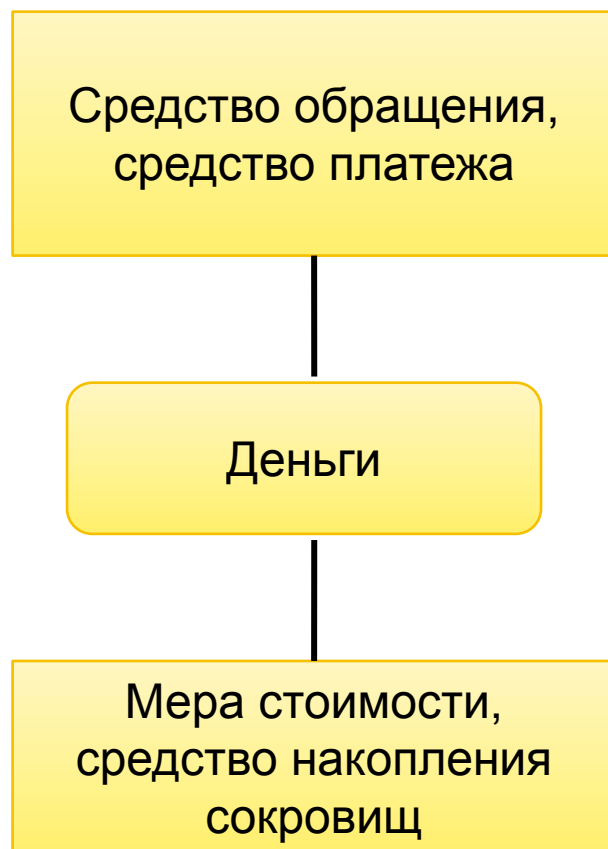 Средство обращения,
средство платежа
Деньги
Мера стоимости,
средство накопления
сокровищ